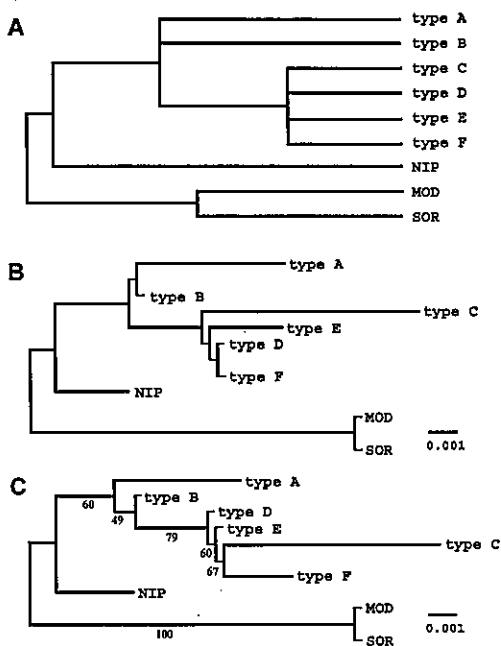 A
type A
type B
type C
type D
type E
type F
NIP
MOD
SOR
B
type A
type B
type C
type E
type D
type F
NIP
MOD
SOR
0.001
C
type A
60
type B
49
type D
79
type E
60
type C
67
type F
NIP
MOD
100
SOR
0.001